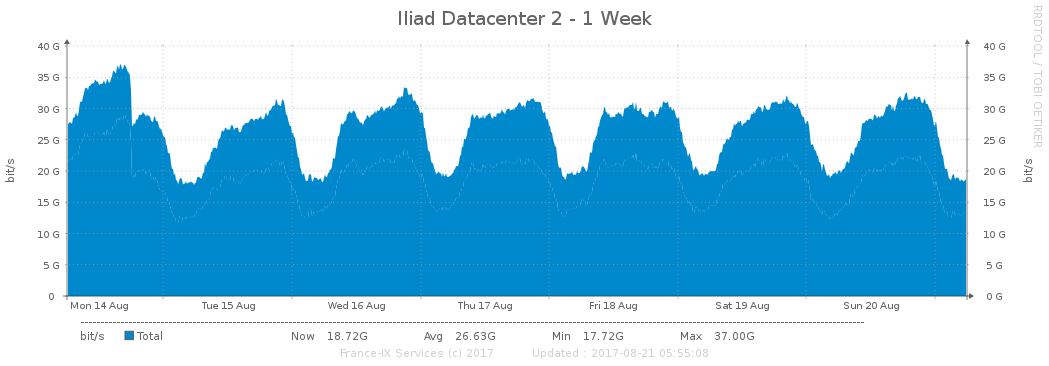 Iliad Datacenter 2 - 1 Week
RRDTOOL / TOBI OETIKER
40 G 40 G
35 G 35 G
30 G 30 G
25 G 25 G
20 G 20 G
15 G 15 G
10 G 10 G
5 G 5 G
0 0 G
bit/s bit/s
Mon 14 Aug Tue 15 Aug Wed 16 Aug Thu 17 Aug Fri 18 Aug Sat 19 Aug Sun 20 Aug
bit/s Total Now 18.72G Avg 26.63G Min 17.72G Max 37.00G
France-IX Services (c) 2017 Updated : 2017-08-21 05:55:08